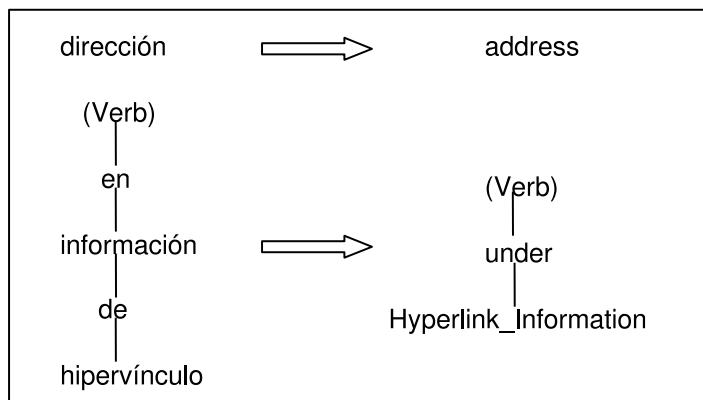 dirección address
(Verb)
en
información
de
hipervínculo
(Verb)
under
Hyperlink_Information